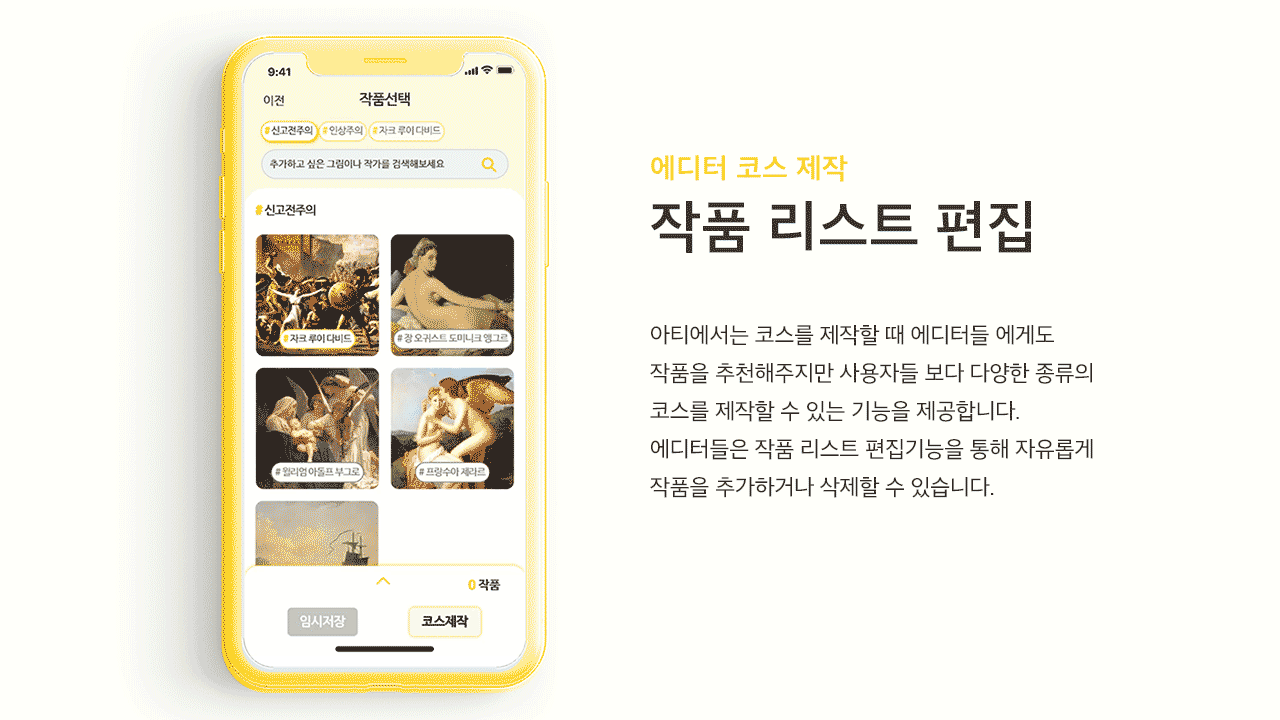 9:41
이전
작품선택
# 신고전주의 # 인상주의 # 자크 루이 다비드
추가하고 싶은 그림이나 작가를 검색해보세요
# 신고전주의
# 자크 루이 다비드
# 장 오귀스트 도미니크 앵그르
# 윌리엄 아돌프 부그로
# 프랑수아 제라르
0 작품
임시저장
코스제작
에디터 코스 제작
작품 리스트 편집
아티에서는 코스를 제작할 때 에디터들 에게도
작품을 추천해주지만 사용자들 보다 다양한 종류의
코스를 제작할 수 있는 기능을 제공합니다.
에디터들은 작품 리스트 편집기능을 통해 자유롭게
작품을 추가하거나 삭제할 수 있습니다.